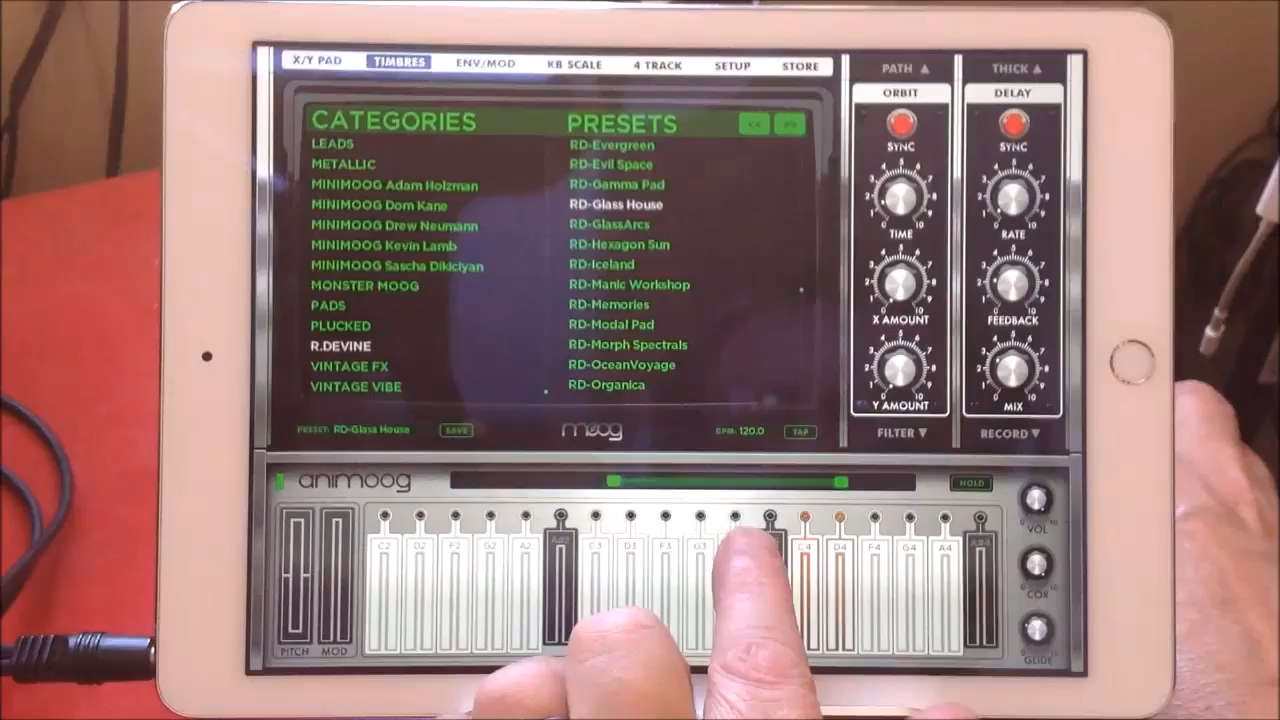 X/Y PAD TIMBRES ENV/MOD KB SCALE 4 TRACK SETUP STORE
PATH ▲ THICK ▲
ORBIT DELAY
CATEGORIES PRESETS << >>
LEADS RD-Evergreen
METALLIC RD-Evil Space
MINIMOOG Adam Holzman RD-Gamma Pad
MINIMOOG Dom Kane RD-Glass House
MINIMOOG Drew Neumann RD-GlassArcs
MINIMOOG Kevin Lamb RD-Hexagon Sun
MINIMOOG Sascha Dikiciyan RD-Iceland
MONSTER MOOG RD-Manic Workshop
PADS RD-Memories
PLUCKED RD-Modal Pad
R.DEVINE RD-Morph Spectrals
VINTAGE FX RD-OceanVoyage
VINTAGE VIBE RD-Organica
SYNC SYNC
TIME RATE
X AMOUNT FEEDBACK
Y AMOUNT MIX
PRESET: RD-Glass House SAVE moog BPM: 120.0 TAP
FILTER ▼ RECORD ▼
animoog HOLD
VOL
C2 D2 F2 G2 A2 A#2 C3 D3 F3 G3 C4 D4 F4 G4 A4 A#4
COR
PITCH MOD GLIDE